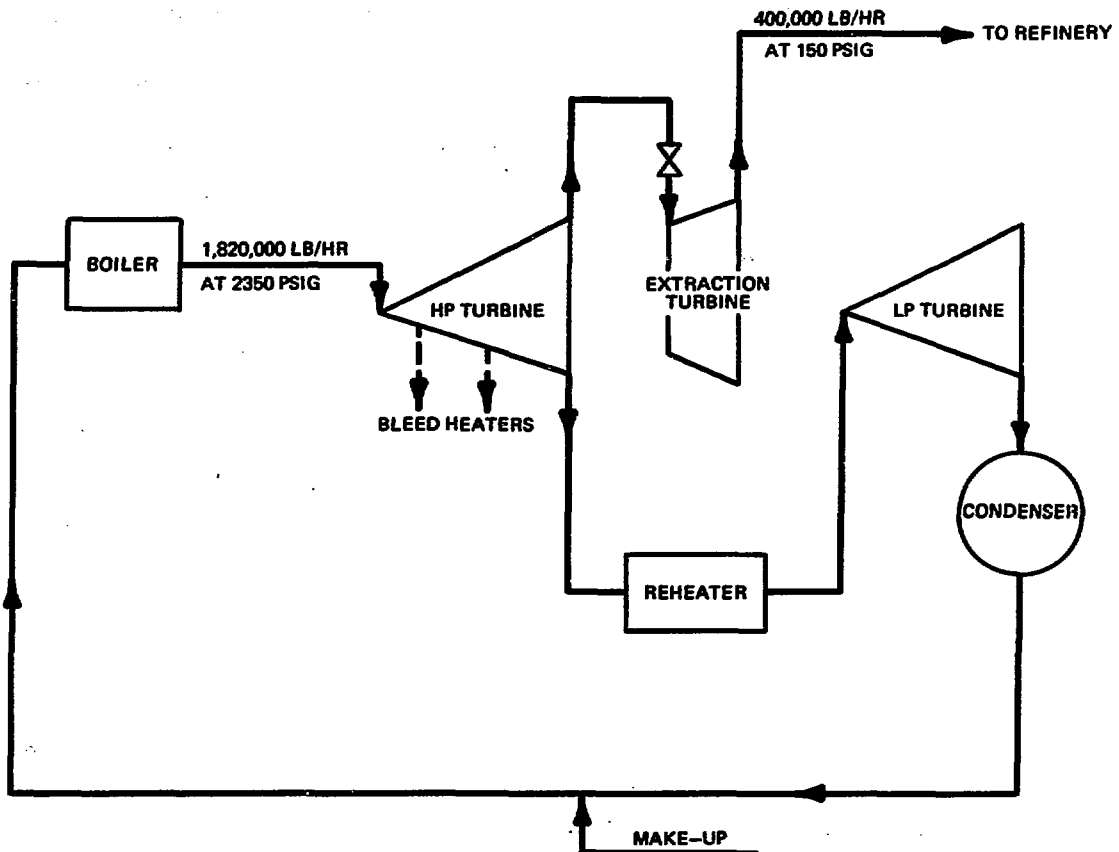 400,000 LB/HR
AT 150 PSIG
TO REFINERY
BOILER
1,820,000 LB/HR
AT 2350 PSIG
HP TURBINE
EXTRACTION
TURBINE
LP TURBINE
BLEED HEATERS
CONDENSER
REHEATER
MAKE-UP